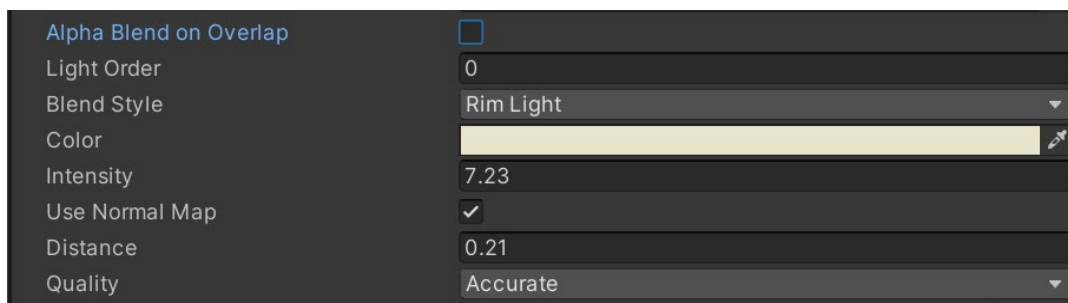 Alpha Blend on Overlap
Light Order 0
Blend Style Rim Light
Color
Intensity 7.23
Use Normal Map
Distance 0.21
Quality Accurate